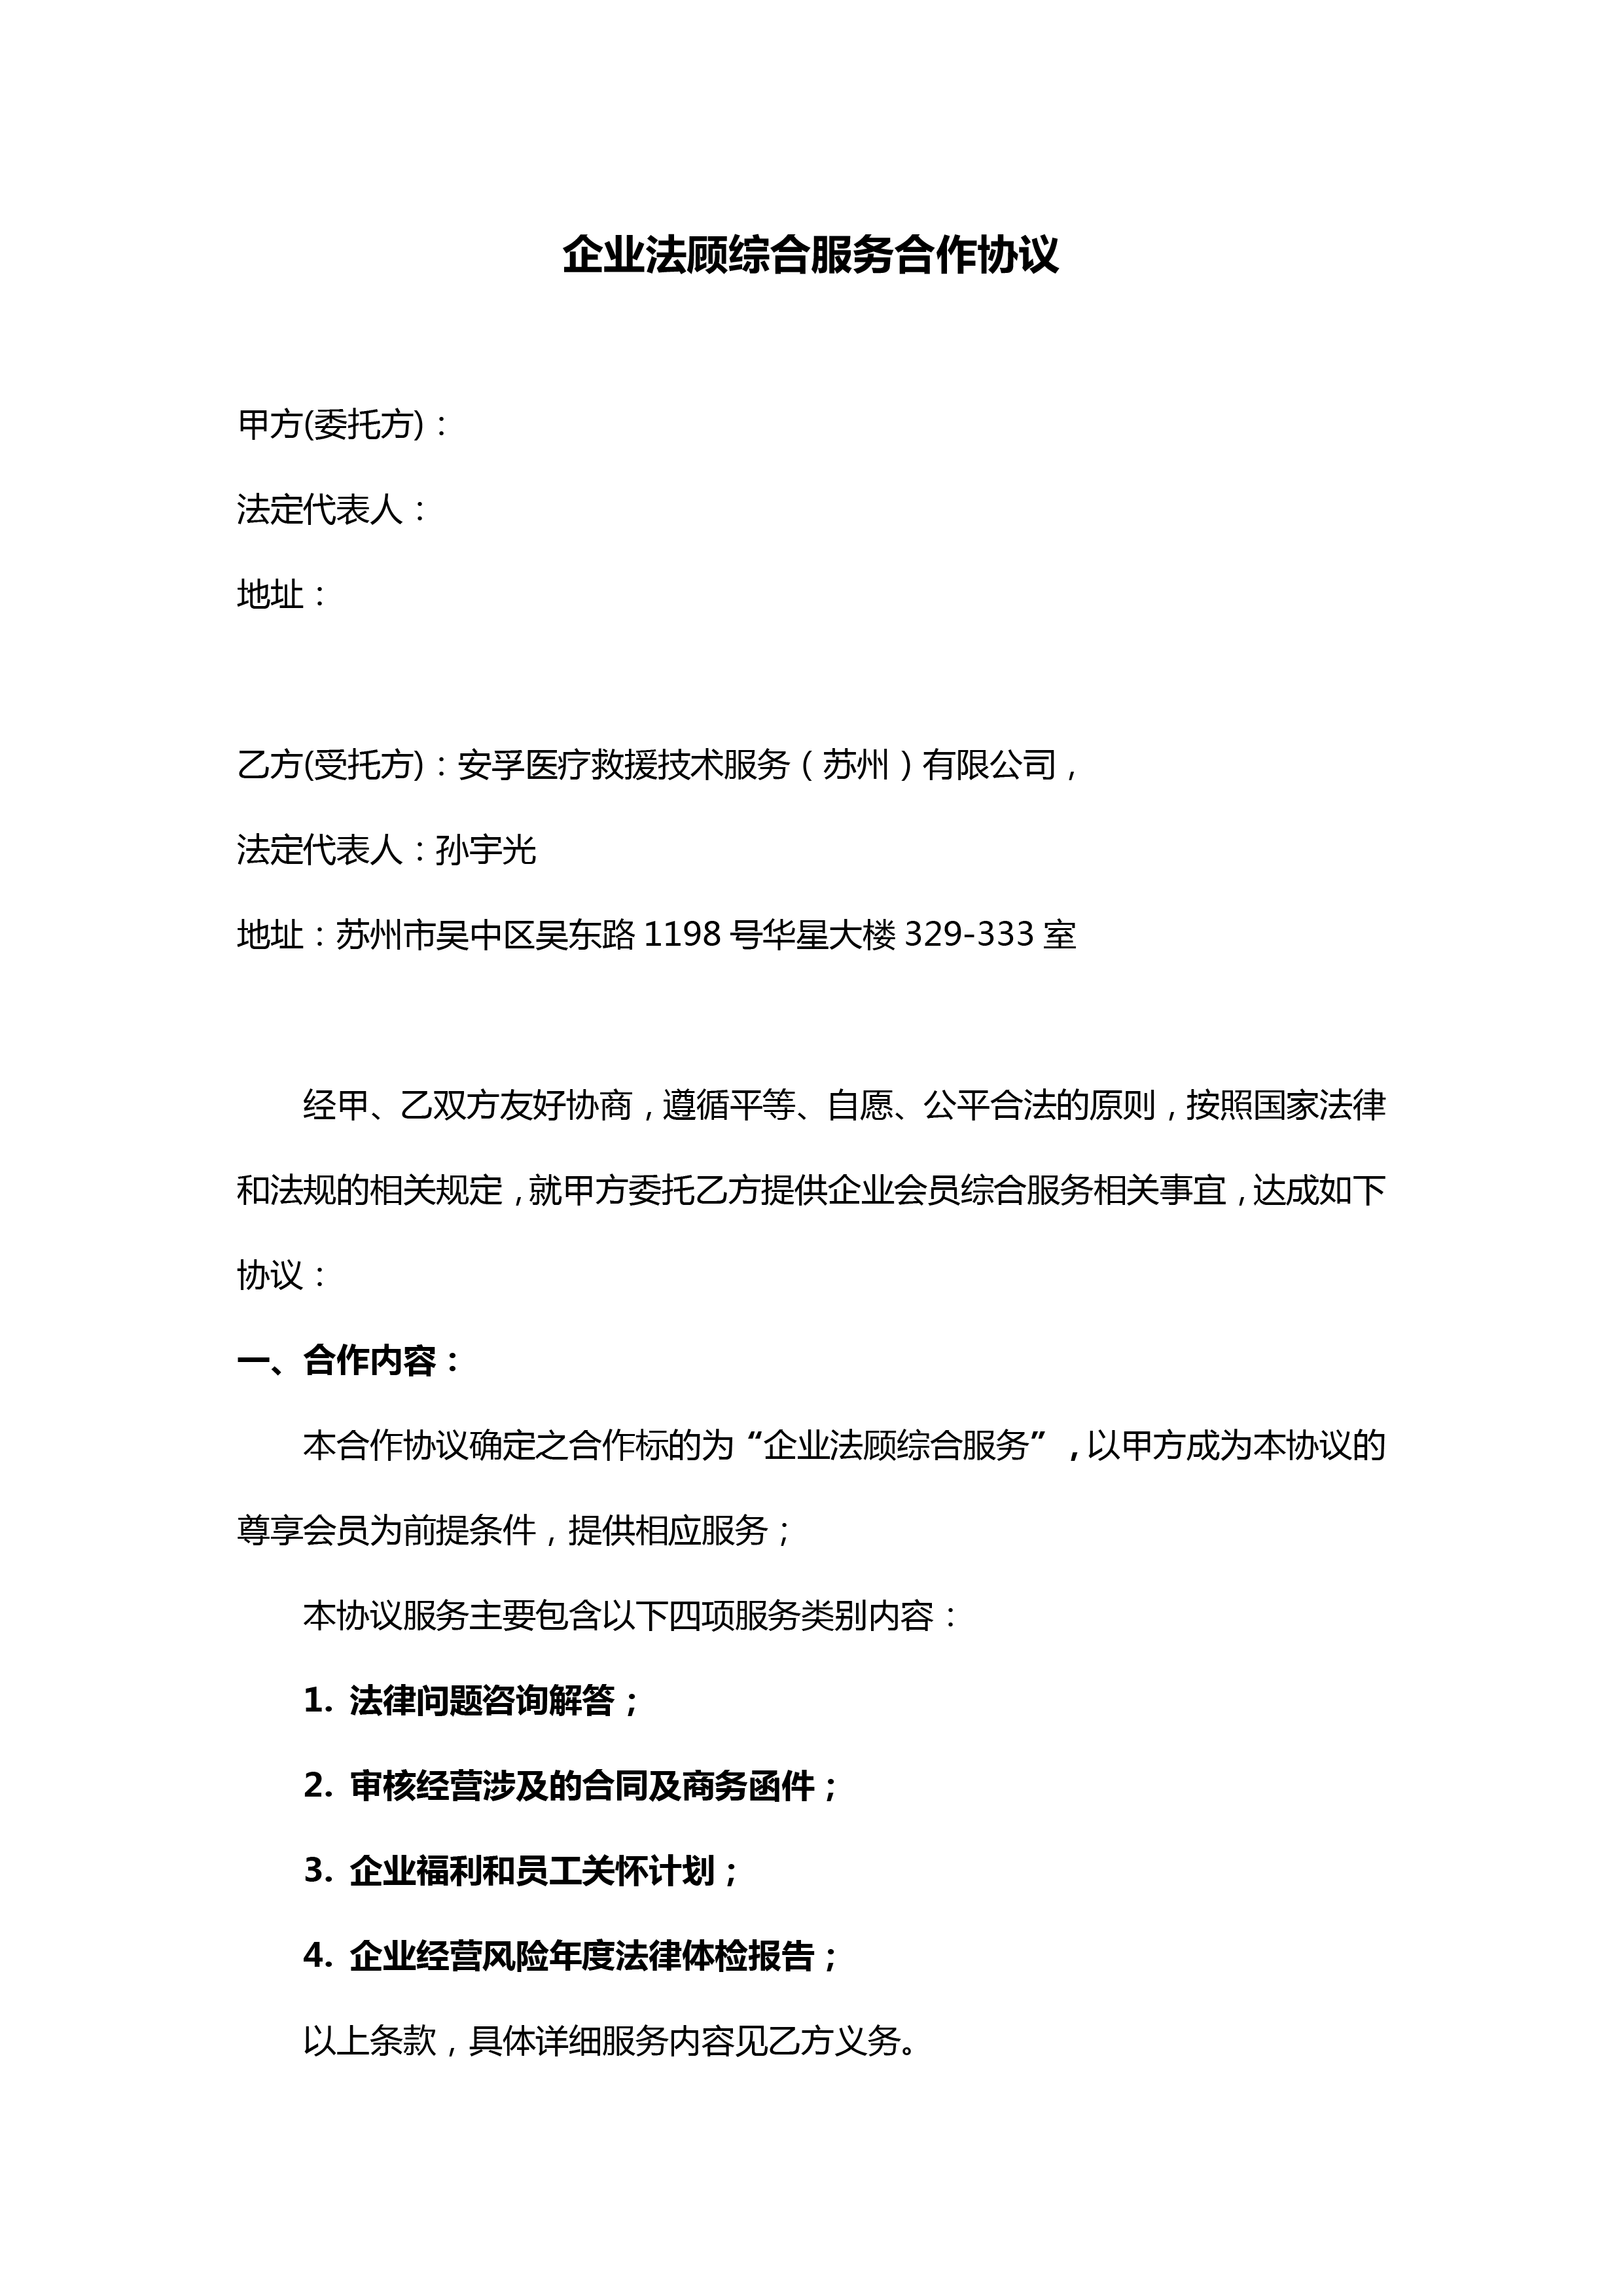 企业法顾综合服务合作协议
甲方(委托方)：
法定代表人：
地址：
乙方(受托方)：安孚医疗救援技术服务（苏州）有限公司，
法定代表人：孙宇光
地址：苏州市吴中区吴东路 1198 号华星大楼 329-333 室
经甲、乙双方友好协商，遵循平等、自愿、公平合法的原则，按照国家法律
和法规的相关规定，就甲方委托乙方提供企业会员综合服务相关事宜，达成如下
协议：
一、合作内容：
本合作协议确定之合作标的为“企业法顾综合服务”，以甲方成为本协议的
尊享会员为前提条件，提供相应服务；
本协议服务主要包含以下四项服务类别内容：
1. 法律问题咨询解答；
2. 审核经营涉及的合同及商务函件；
3. 企业福利和员工关怀计划；
4. 企业经营风险年度法律体检报告；
以上条款，具体详细服务内容见乙方义务。